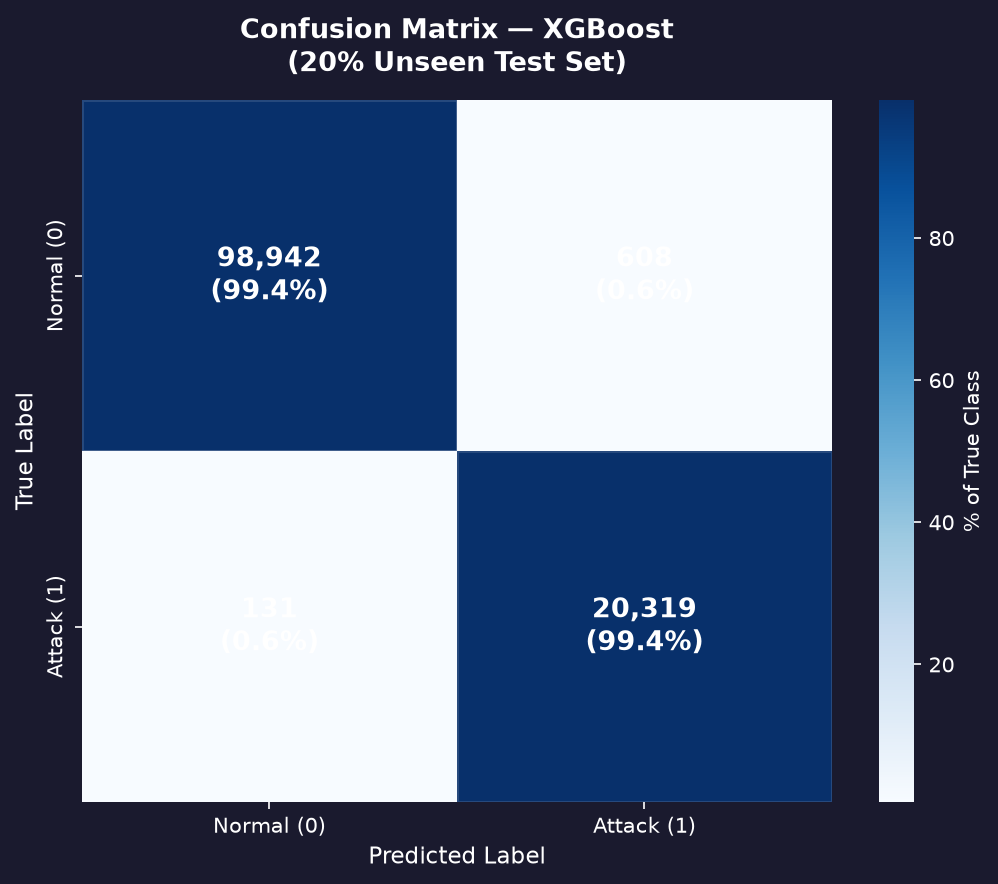 Confusion Matrix — XGBoost
(20% Unseen Test Set)
True Label
Normal (0)
98,942
(99.4%)
608
(0.6%)
Attack (1)
131
(0.6%)
20,319
(99.4%)
Normal (0)
Attack (1)
Predicted Label
80
60
40
20
% of True Class